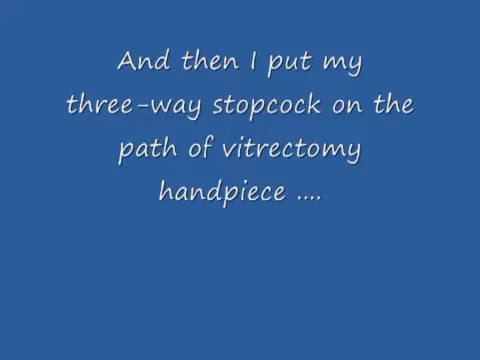 And then I put my
three-way stopcock on the
path of vitrectomy
handpiece ....